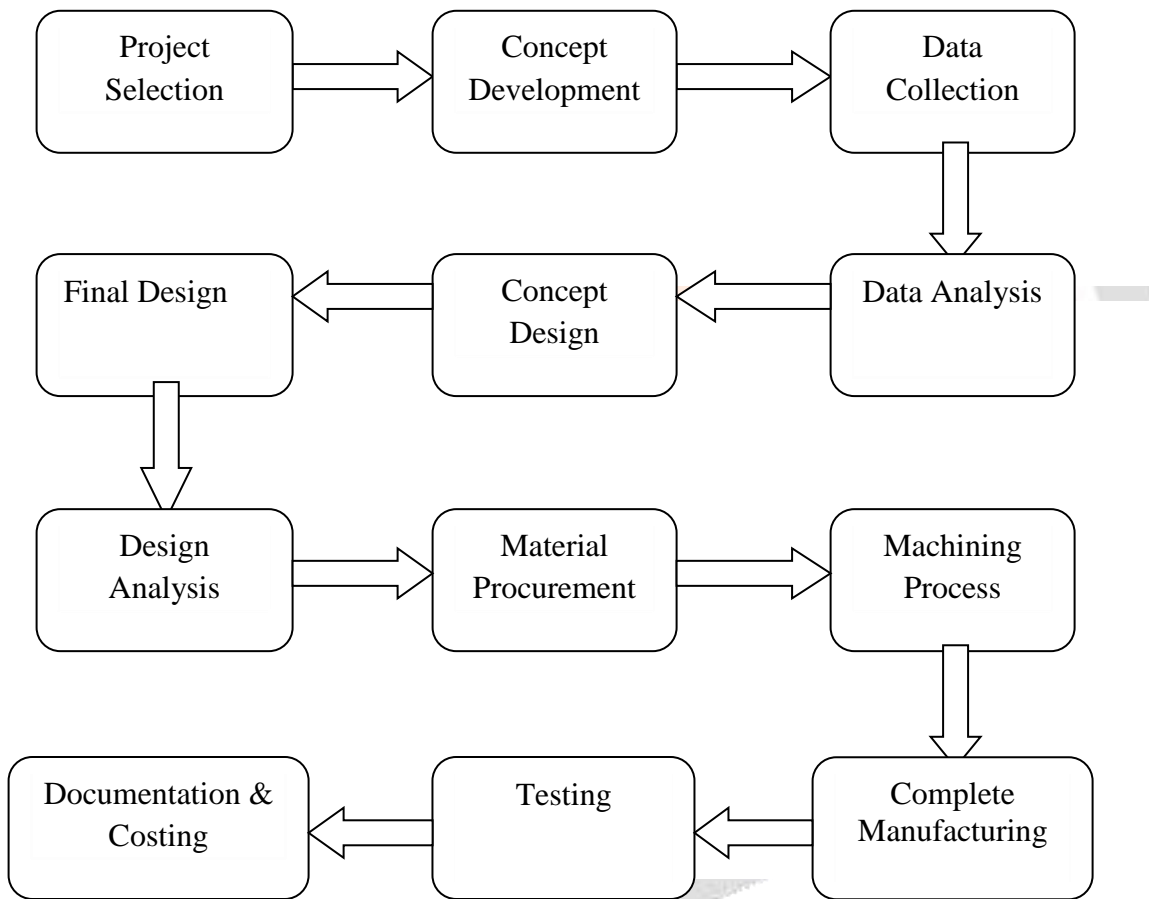 Project
Selection
Concept
Development
Data
Collection
Final Design
Concept
Design
Data Analysis
Design
Analysis
Material
Procurement
Machining
Process
Documentation &
Costing
Testing
Complete
Manufacturing